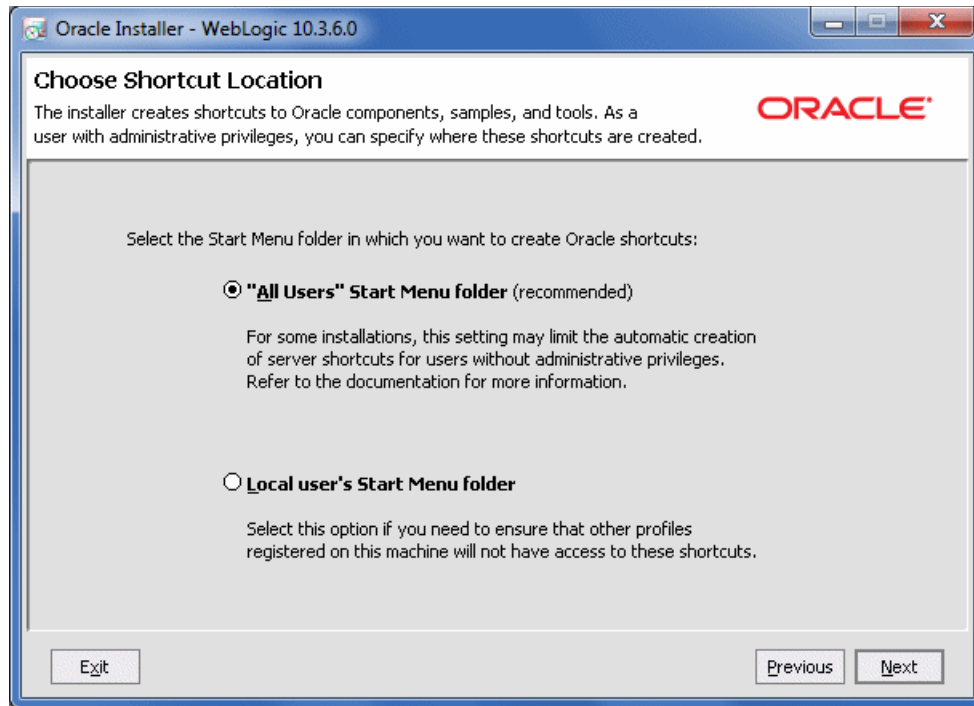 Oracle Installer - WebLogic 10.3.6.0
Choose Shortcut Location
The installer creates shortcuts to Oracle components, samples, and tools. As a
user with administrative privileges, you can specify where these shortcuts are created.
ORACLE
Select the Start Menu folder in which you want to create Oracle shortcuts:
"All Users" Start Menu folder (recommended)
For some installations, this setting may limit the automatic creation
of server shortcuts for users without administrative privileges.
Refer to the documentation for more information.
Local user's Start Menu folder
Select this option if you need to ensure that other profiles
registered on this machine will not have access to these shortcuts.
Exit
Previous
Next